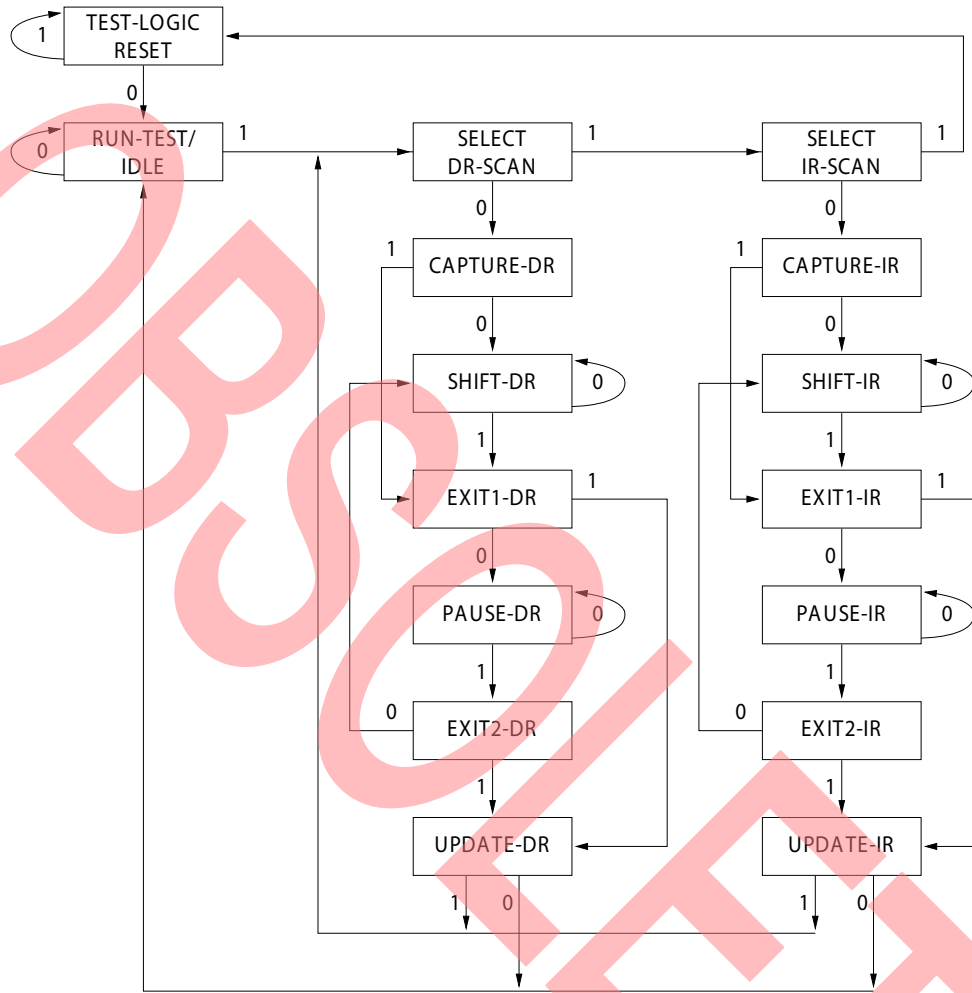 TEST-LOGIC
RESET
1
0
RUN-TEST/
IDLE
0
1
SELECT
DR-SCAN
1
SELECT
IR-SCAN
1
0
0
1
CAPTURE-DR
1
CAPTURE-IR
0
0
SHIFT-DR
0
SHIFT-IR
0
1
1
EXIT1-DR
1
EXIT1-IR
1
0
0
PAUSE-DR
0
PAUSE-IR
0
1
1
0
EXIT2-DR
0
EXIT2-IR
1
1
UPDATE-DR
UPDATE-IR
1
0
1
0
OBSOLETE